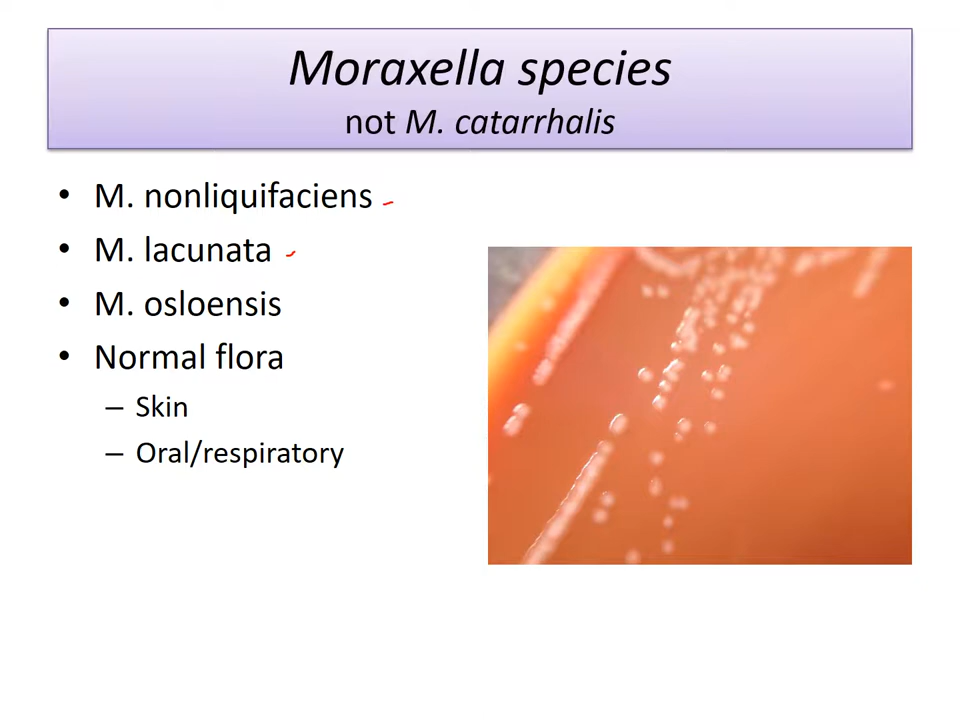 Moraxella species
not M. catarrhalis
• M. nonliquifaciens
• M. lacunata
• M. osloensis
• Normal flora
– Skin
– Oral/respiratory